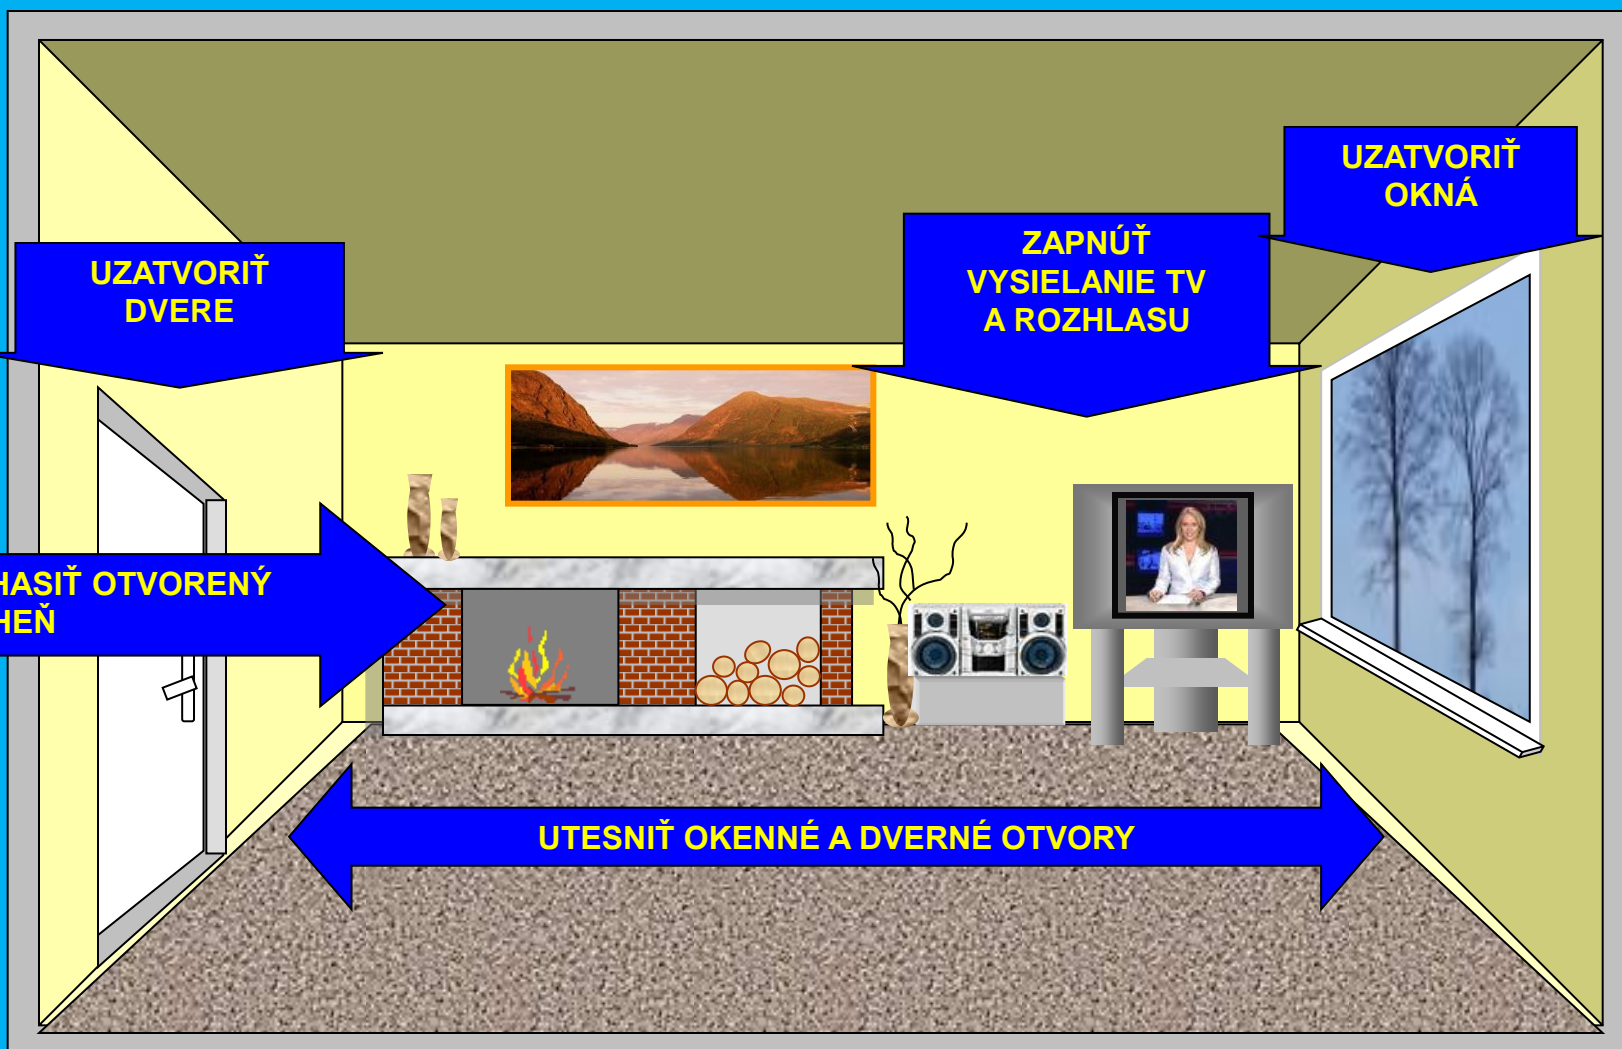 UZATVORIŤ
OKNÁ
ZAPNÚŤ
VYSIELANIE TV
A ROZHLASU
UZATVORIŤ
DVERE
HASIŤ OTVORENÝ
HEŇ
UTESNIŤ OKENNÉ A DVERNÉ OTVORY